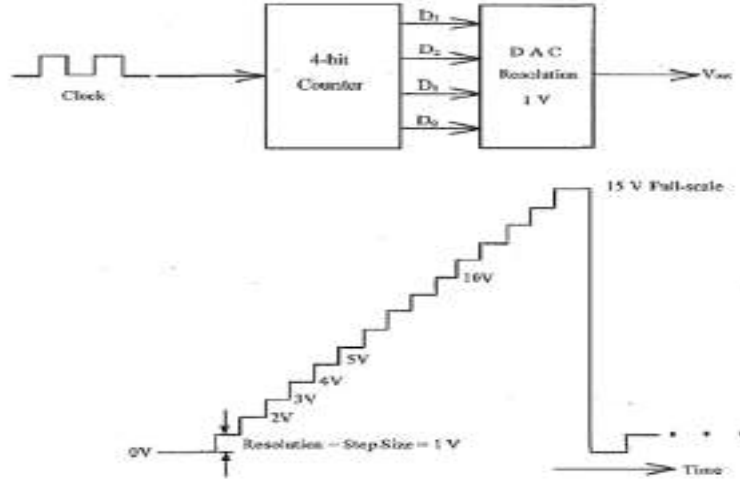 D₃
4-bit
D₂
D A C
Counter
Resolution
Vout
Clock
D₁
1 V
D₀
15 V Full-scale
10V
5V
4V
3V
2V
Resolution – Step Size = 1 V
0V
Time